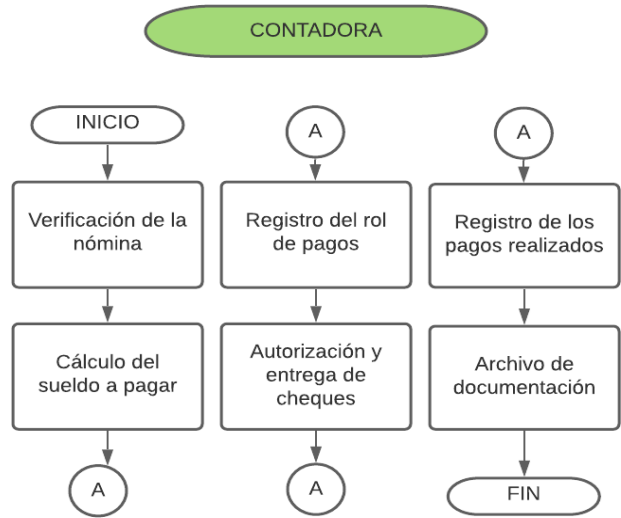 CONTADORA
INICIO
Verificación de la
nómina
Cálculo del
sueldo a pagar
A
A
Registro del rol
de pagos
Autorización y
entrega de
cheques
A
A
Registro de los
pagos realizados
Archivo de
documentación
FIN